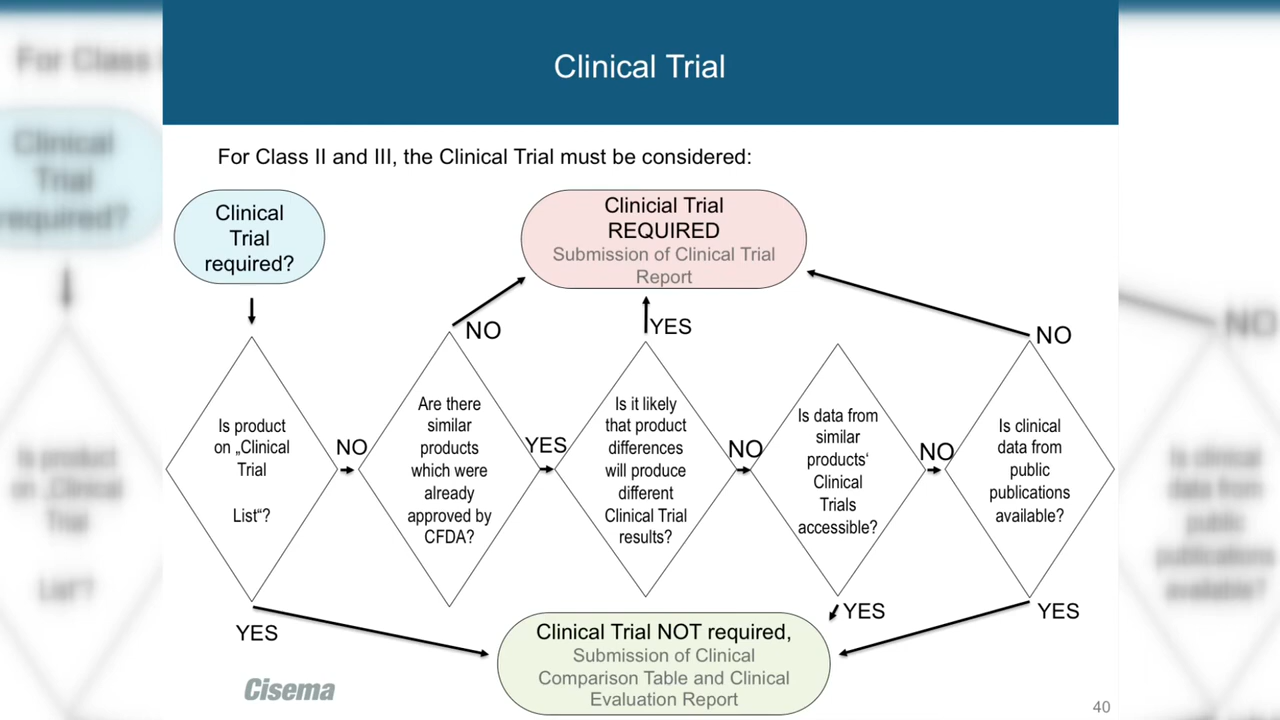 Clinical Trial
For Class II and III, the Clinical Trial must be considered:
Clinical
Trial
required?
Clinicial Trial
REQUIRED
Submission of Clinical Trial
Report
NO
YES
NO
Is product
on „Clinical
Trial
List“?
NO
Are there
similar
products
which were
already
approved by
CFDA?
YES
Is it likely
that product
differences
will produce
different
Clinical Trial
results?
NO
Is data from
similar
products‘
Clinical
Trials
accessible?
NO
Is clinical
data from
public
publications
available?
YES
YES
YES
Clinical Trial NOT required,
Submission of Clinical
Comparison Table and Clinical
Evaluation Report
Cisema
40
For Class
Clinical
Trial
required?
Is product
on „Clinical
Trial
List“?
NO
Is clinical
data from
public
publications
available?